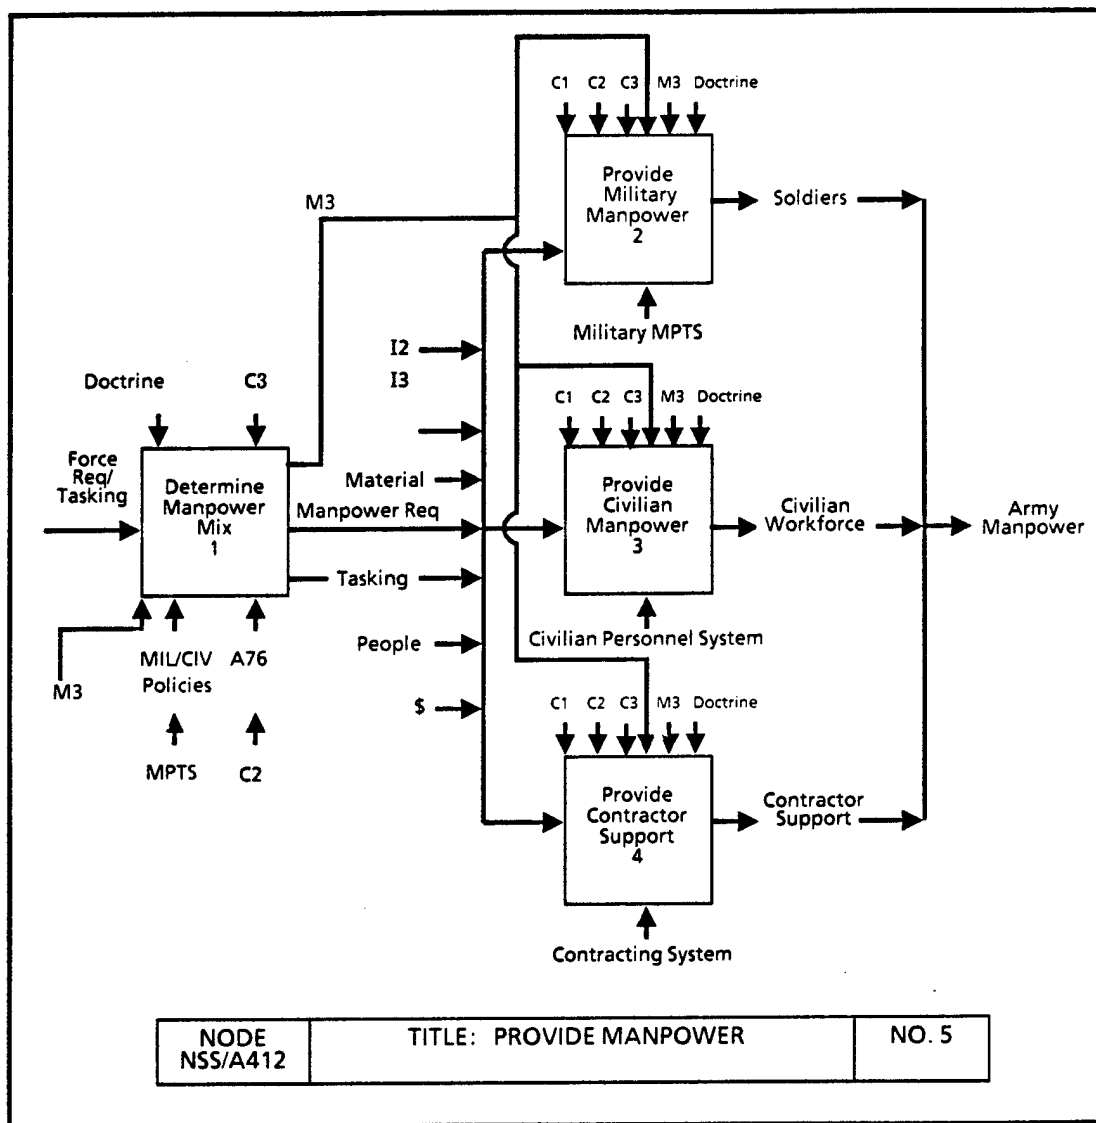 C1 C2 C3 M3 Doctrine
Provide
Military
Manpower
2
Soldiers
Military MPTS
M3
I2
I3
Doctrine
C3
Force
Req/
Tasking
Determine
Manpower
Mix
1
Material
Manpower Req
Tasking
People
$
M3
MIL/CIV
Policies
A76
MPTS
C2
C1 C2 C3 M3 Doctrine
Provide
Civilian
Manpower
3
Civilian
Workforce
Army
Manpower
Civilian Personnel System
C1 C2 C3 M3 Doctrine
Provide
Contractor
Support
4
Contractor
Support
Contracting System
NODE
NSS/A412
TITLE: PROVIDE MANPOWER
NO. 5